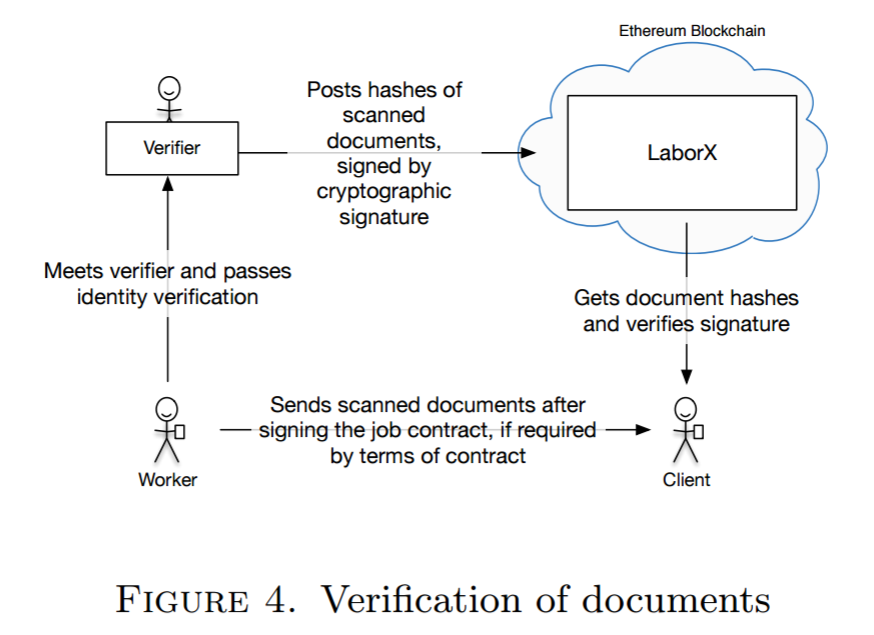 Ethereum Blockchain
Verifier
Posts hashes of
scanned
documents,
signed by
cryptographic
signature
LaborX
Meets verifier and passes
identity verification
Gets document hashes
and verifies signature
Sends scanned documents after
signing the job contract, if required
by terms of contract
Worker
Client
FIGURE 4. Verification of documents